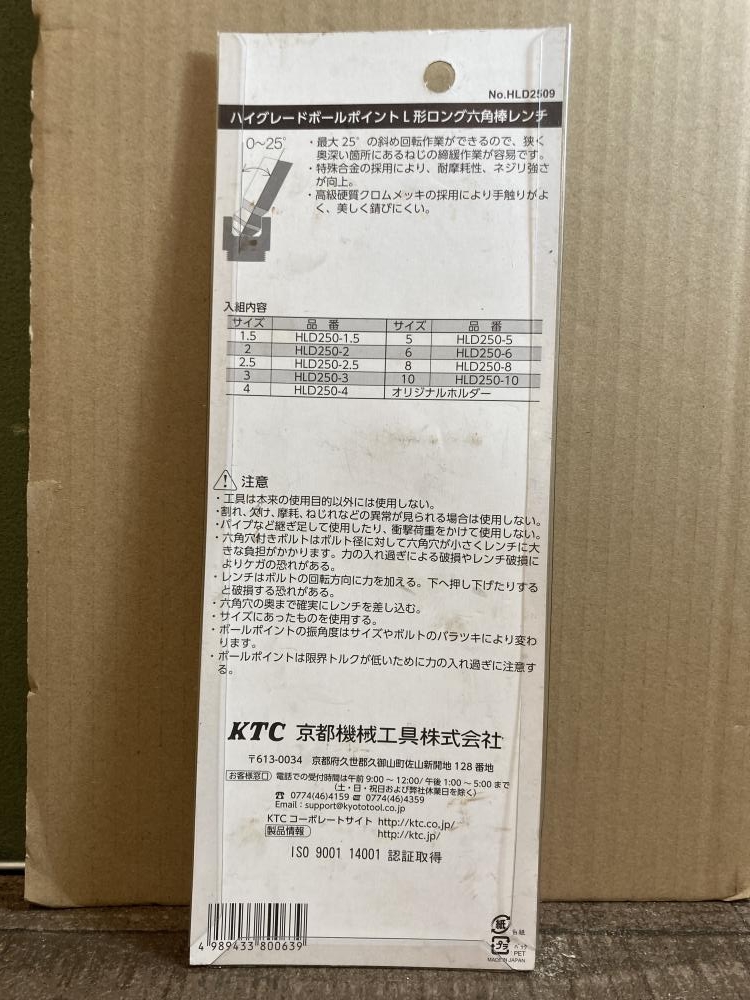 No.HLD2509
ハイグレードボールポイントL形ロング六角棒レンチ
0～25°
・最大25°の斜め回転作業ができるので、狭く
奥深い箇所にあるねじの締緩作業が容易です。
・特殊合金の採用により、耐摩耗性、ネジリ強さ
が向上。
・高級硬質クロムメッキの採用により手触りがよ
く、美しく錆びにくい。
入組内容
サイズ 品番 サイズ 品番
1.5 HLD250-1.5 5 HLD250-5
2 HLD250-2 6 HLD250-6
2.5 HLD250-2.5 8 HLD250-8
3 HLD250-3 10 HLD250-10
4 HLD250-4 オリジナルホルダー
注意
・工具は本来の使用目的以外には使用しない。
・割れ、欠け、摩耗、ねじれなどの異常が見られる場合は使用しない。
・パイプなど継ぎ足して使用したり、衝撃荷重をかけて使用しない。
・六角穴付きボルトはボルト径に対して六角穴が小さくレンチに大
きな負担がかかります。力の入れ過ぎによる破損やレンチ破損に
よりケガの恐れがある。
・レンチはボルトの回転方向に力を加える。下へ押し下げたりする
と破損する恐れがある。
・六角穴の奥まで確実にレンチを差し込む。
・サイズにあったものを使用する。
・ボールポイントの振角度はサイズやボルトのバラツキにより変わ
ります。
・ボールポイントは限界トルクが低いために力の入れ過ぎに注意す
る。
KTC 京都機械工具株式会社
〒613-0034 京都府久世郡久御山町佐山新開地128番地
お客様窓口 電話での受付時間は午前9:00～12:00/午後1:00～5:00まで
(土・日・祝日および弊社休業日を除く)
☎ 0774(46)4159 0774(46)4359
Email：support@kyototool.co.jp
KTC コーポレートサイト http://ktc.co.jp/
製品情報 http://ktc.jp/
ISO 9001 14001 認証取得
4 989433 800639
紙 台紙
プラ PET
MADE IN JAPAN